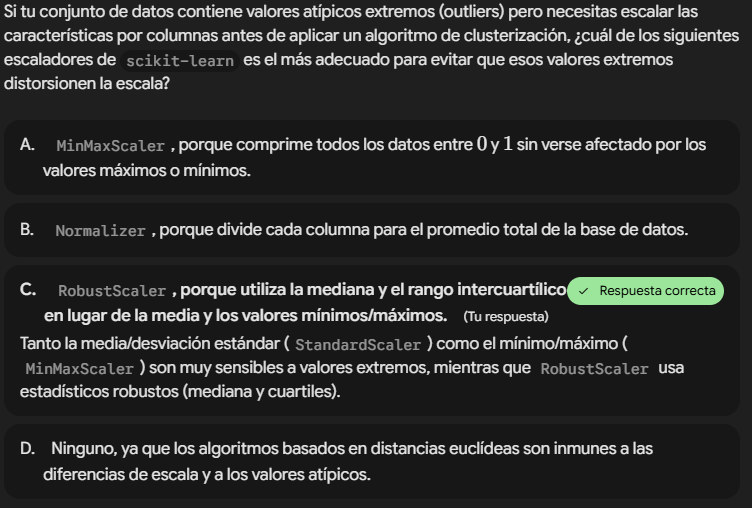 Si tu conjunto de datos contiene valores atípicos extremos (outliers) pero necesitas escalar las
características por columnas antes de aplicar un algoritmo de clusterización, ¿cuál de los siguientes
escaladores de scikit-learn es el más adecuado para evitar que esos valores extremos
distorsionen la escala?
A. MinMaxScaler , porque comprime todos los datos entre 0 y 1 sin verse afectado por los
valores máximos o mínimos.
B. Normalizer , porque divide cada columna para el promedio total de la base de datos.
C. RobustScaler , porque utiliza la mediana y el rango intercuartílico ✓ Respuesta correcta
en lugar de la media y los valores mínimos/máximos. (Tu respuesta)
Tanto la media/desviación estándar ( StandardScaler ) como el mínimo/máximo (
MinMaxScaler ) son muy sensibles a valores extremos, mientras que RobustScaler usa
estadísticos robustos (mediana y cuartiles).
D. Ninguno, ya que los algoritmos basados en distancias euclídeas son inmunes a las
diferencias de escala y a los valores atípicos.